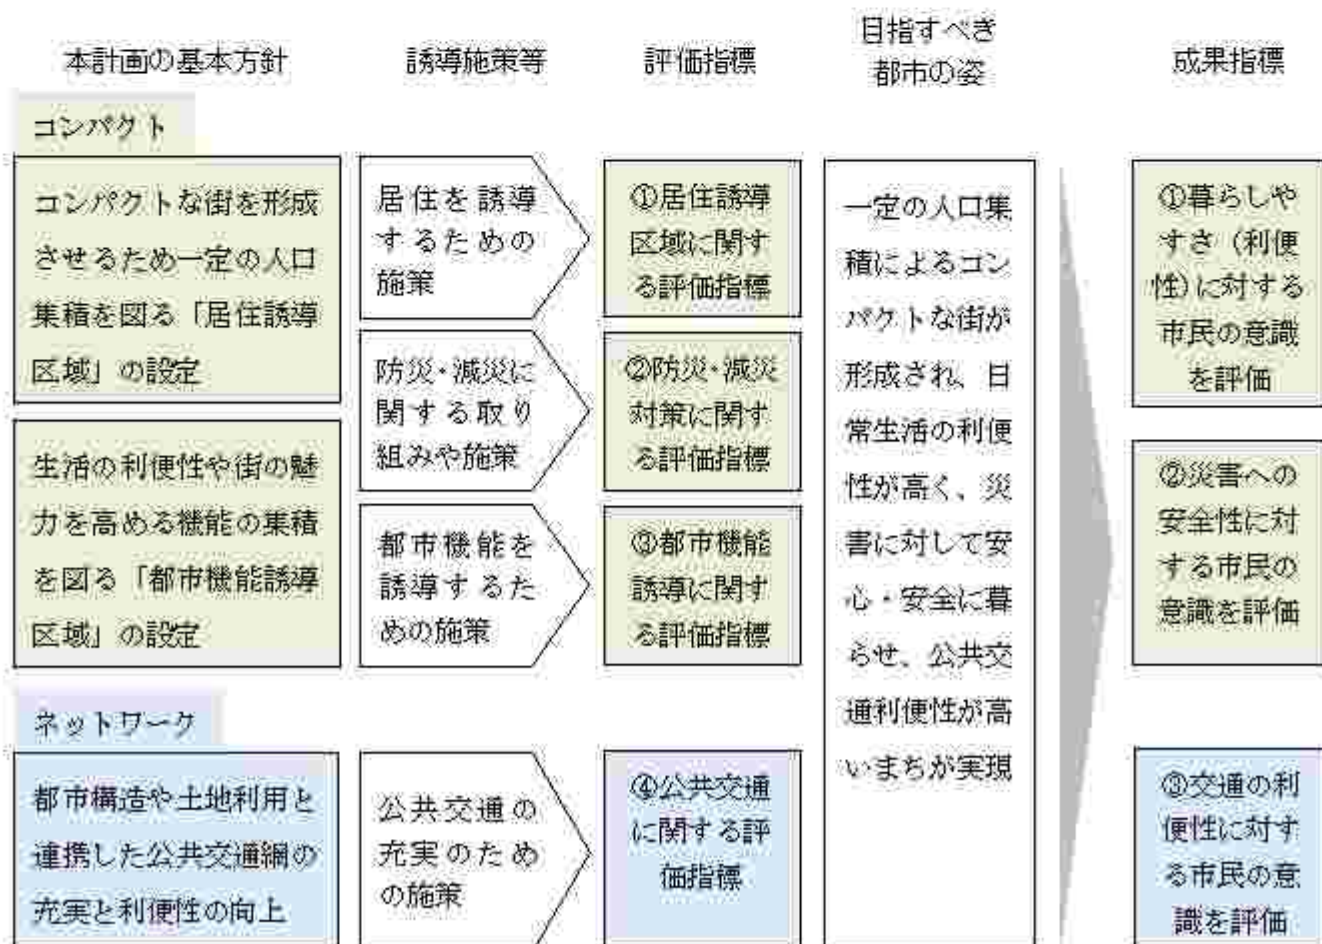 本計画の基本方針
誘導施策等
評価指標
目指すべき
都市の姿
成果指標
コンパクト
コンパクトな街を形成
させるため一定の人口
集積を図る「居住誘導
区域」の設定
生活の利便性や街の魅
力を高める機能の集積
を図る「都市機能誘導
区域」の設定
居住を誘導
するための
施策
防災・減災に
関する取り
組みや施策
都市機能を
誘導するた
めの施策
①居住誘導
区域に関す
る評価指標
②防災・減災
対策に関す
る評価指標
③都市機能
誘導に関す
る評価指標
一定の人口集
積によるコン
パクトな街が
形成され、日
常生活の利便
性が高く、災
害に対して安
心・安全に暮
らせ、公共交
通利便性が高
いまちが実現
①暮らしや
すさ（利便
性）に対する
市民の意識
を評価
②災害への
安全性に対
する市民の
意識を評価
ネットワーク
都市構造や土地利用と
連携した公共交通網の
充実と利便性の向上
公共交通の
充実のため
の施策
④公共交通
に関する評
価指標
③交通の利
便性に対す
る市民の意
識を評価